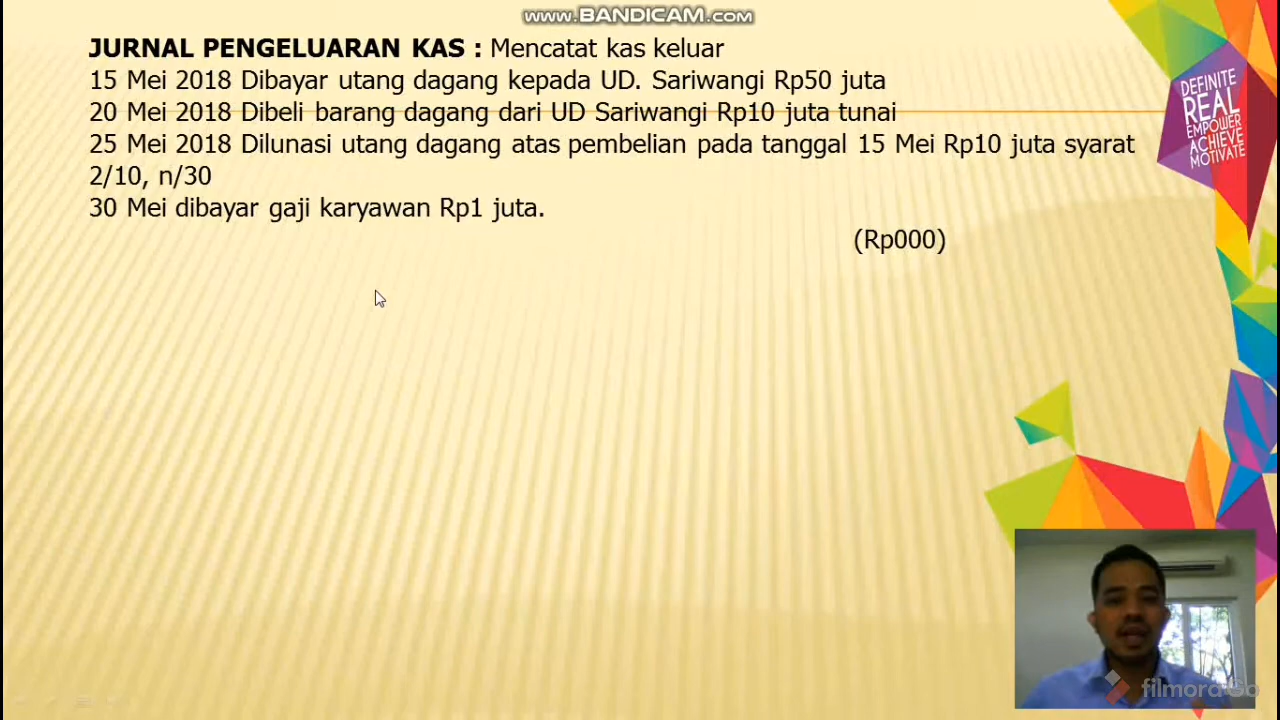 www.BANDICAM.com
JURNAL PENGELUARAN KAS : Mencatat kas keluar
15 Mei 2018 Dibayar utang dagang kepada UD. Sariwangi Rp50 juta
20 Mei 2018 Dibeli barang dagang dari UD Sariwangi Rp10 juta tunai
25 Mei 2018 Dilunasi utang dagang atas pembelian pada tanggal 15 Mei Rp10 juta syarat
2/10, n/30
30 Mei dibayar gaji karyawan Rp1 juta.
(Rp000)
DEFINITE
REAL
EMPOWER
ACHIEVE
MOTIVATE
filmoraGo